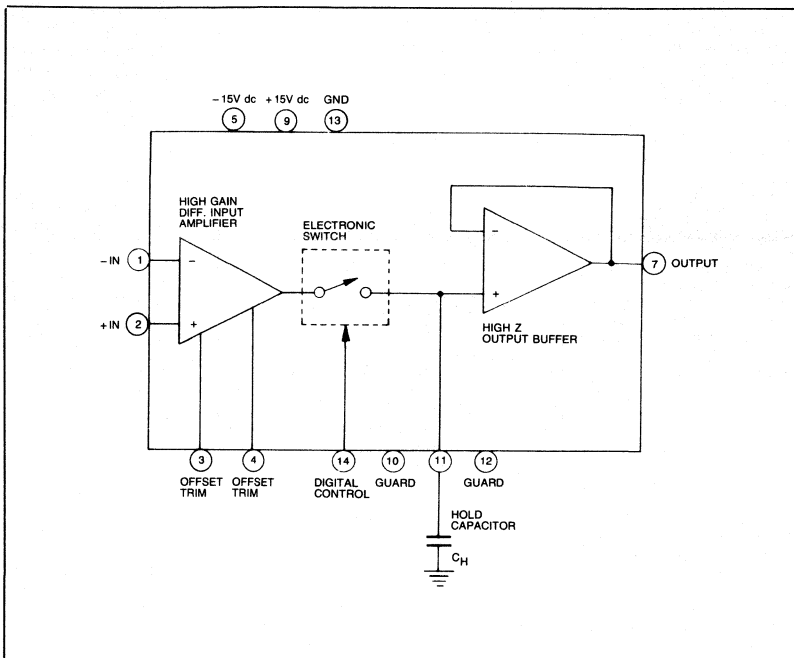 - 15V dc + 15V dc GND
5 9 13
HIGH GAIN
DIFF. INPUT
AMPLIFIER
ELECTRONIC
SWITCH
- IN 1 -
+ IN 2 +
-
+
7 OUTPUT
HIGH Z
OUTPUT BUFFER
3 4 14 10 11 12
OFFSET
TRIM
OFFSET
TRIM
DIGITAL
CONTROL
GUARD
GUARD
HOLD
CAPACITOR
CH